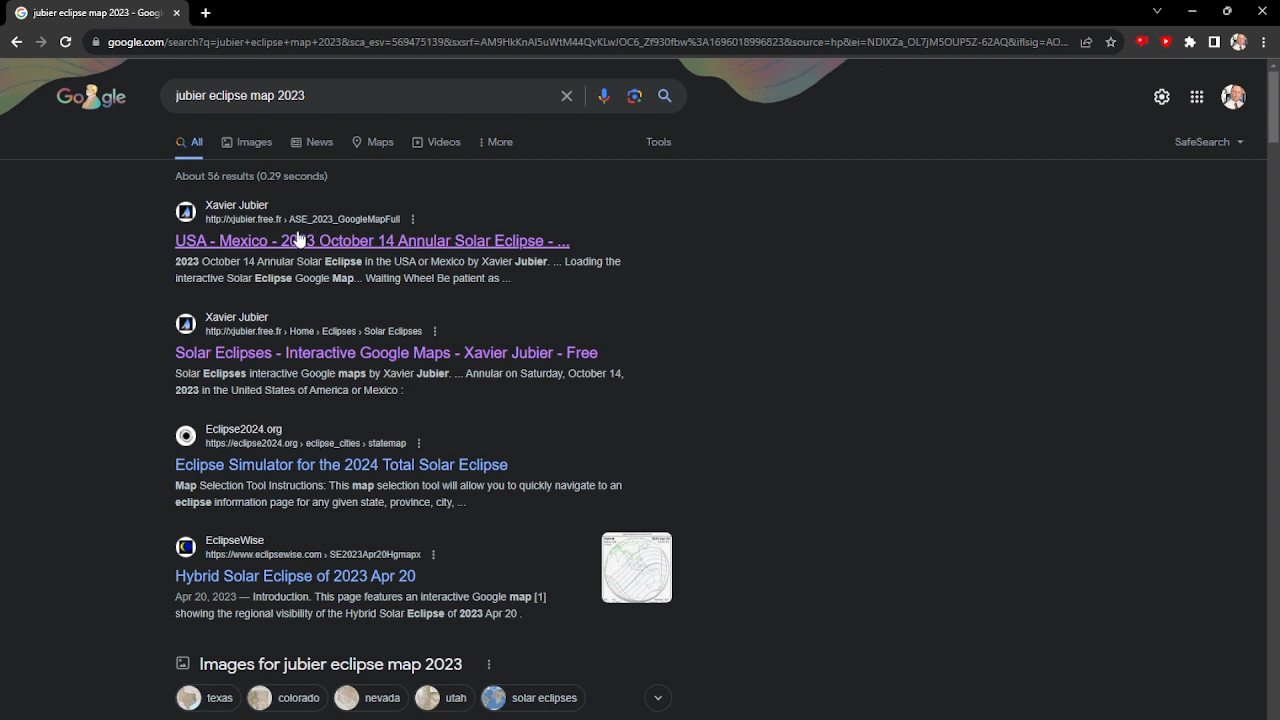 jubier eclipse map 2023 - Goog
google.com/search?q=jubier+eclipse+map+2023&sca_esv=569475139&sxsrf=AM9HkKnAI5uWtM44QvKLwJOC6_Zf930fbw%3A1696018996823&source=hp&ei=NDIXZa_OL7jM5OUP5Z-62AQ&iflsig=AO...
Google
jubier eclipse map 2023
All Images News Maps Videos More Tools SafeSearch
About 56 results (0.29 seconds)
Xavier Jubier
http://xjubier.free.fr › ASE_2023_GoogleMapFull
USA - Mexico - 2023 October 14 Annular Solar Eclipse - ...
2023 October 14 Annular Solar Eclipse in the USA or Mexico by Xavier Jubier. ... Loading the
interactive Solar Eclipse Google Map... Waiting Wheel Be patient as ...
Xavier Jubier
http://xjubier.free.fr › Home › Eclipses › Solar Eclipses
Solar Eclipses - Interactive Google Maps - Xavier Jubier - Free
Solar Eclipses Interactive Google maps by Xavier Jubier. ... Annular on Saturday, October 14,
2023 in the United States of America or Mexico :
Eclipse2024.org
https://eclipse2024.org › eclipse_cities › statemap
Eclipse Simulator for the 2024 Total Solar Eclipse
Map Selection Tool Instructions: This map selection tool will allow you to quickly navigate to an
eclipse information page for any given state, province, city, ...
EclipseWise
https://www.eclipsewise.com › SE2023Apr20Hgmapx
Hybrid Solar Eclipse of 2023 Apr 20
Apr 20, 2023 — Introduction. This page features an interactive Google map [1]
showing the regional visibility of the Hybrid Solar Eclipse of 2023 Apr 20 .
Images for jubier eclipse map 2023
texas colorado nevada utah solar eclipses